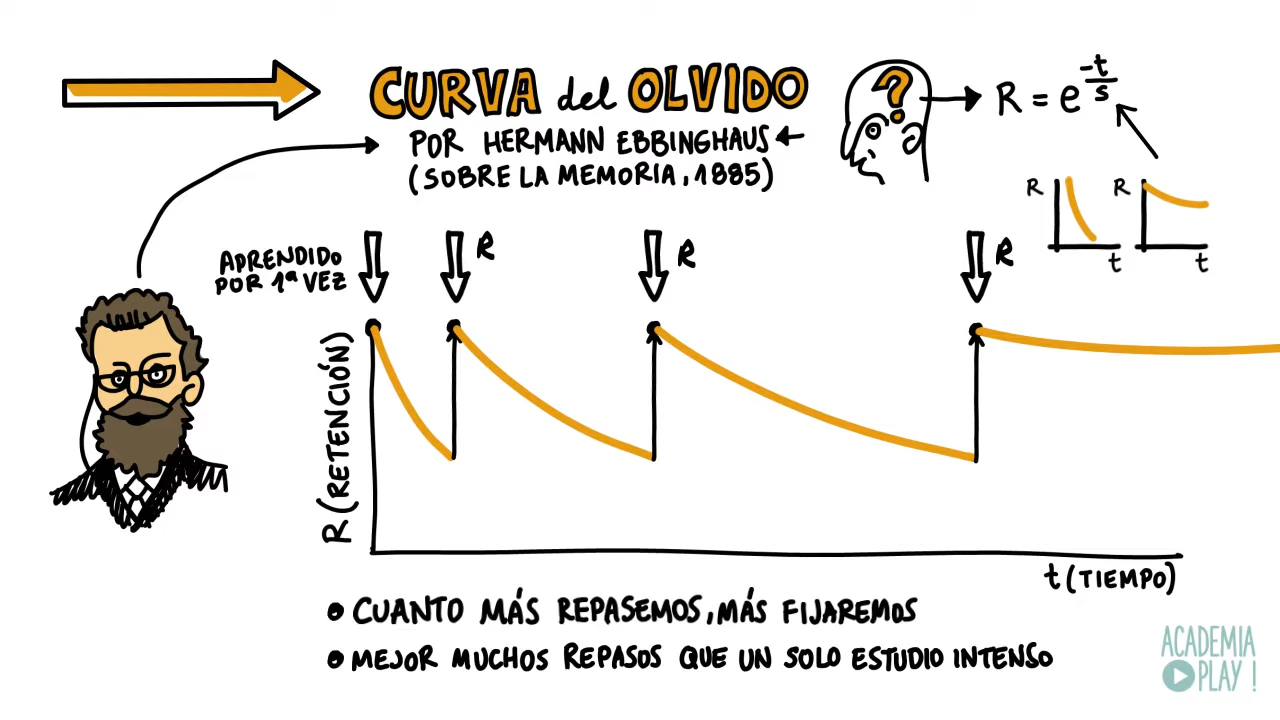 CURVA del OLVIDO
POR HERMANN EBBINGHAUS
(SOBRE LA MEMORIA, 1885)
?
R = e^(-t/s)
R
t
R
t
APRENDIDO
POR 1ª VEZ
R
R
R
R (RETENCIÓN)
t (TIEMPO)
• CUANTO MÁS REPASEMOS, MÁS FIJAREMOS
• MEJOR MUCHOS REPASOS QUE UN SOLO ESTUDIO INTENSO
ACADEMIA
PLAY!